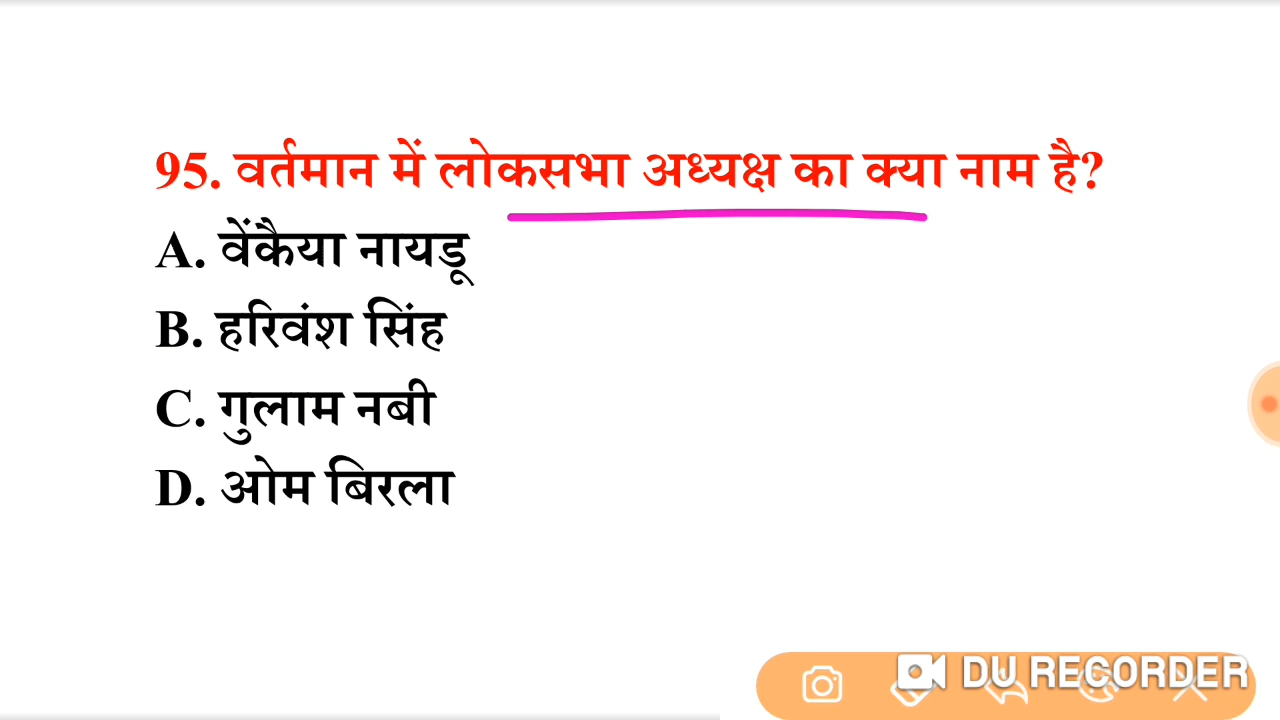 95. वर्तमान में लोकसभा अध्यक्ष का क्या नाम है?
A. वेंकैया नायडू
B. हरिवंश सिंह
C. गुलाम नबी
D. ओम बिरला
DU RECORDER